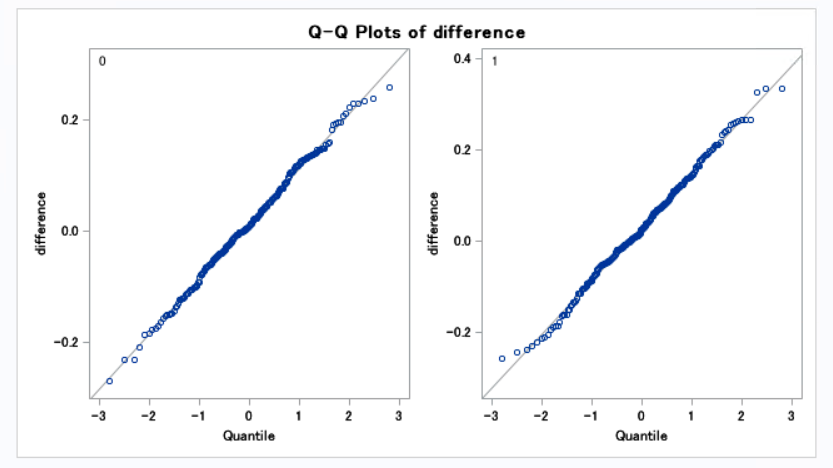 Q-Q Plots of difference
0
0.2
0.0
-0.2
difference
-3 -2 -1 0 1 2 3
Quantile
1
0.4
0.2
0.0
-0.2
difference
-3 -2 -1 0 1 2 3
Quantile